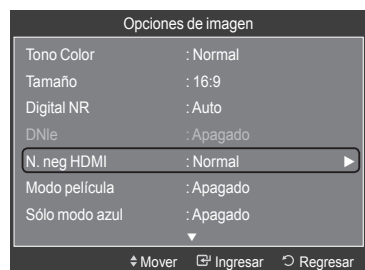 Opciones de imagen
Tono Color : Normal
Tamaño : 16:9
Digital NR : Auto
DNIe : Apagado
N. neg HDMI : Normal
Modo película : Apagado
Sólo modo azul : Apagado
Mover Ingresar Regresar